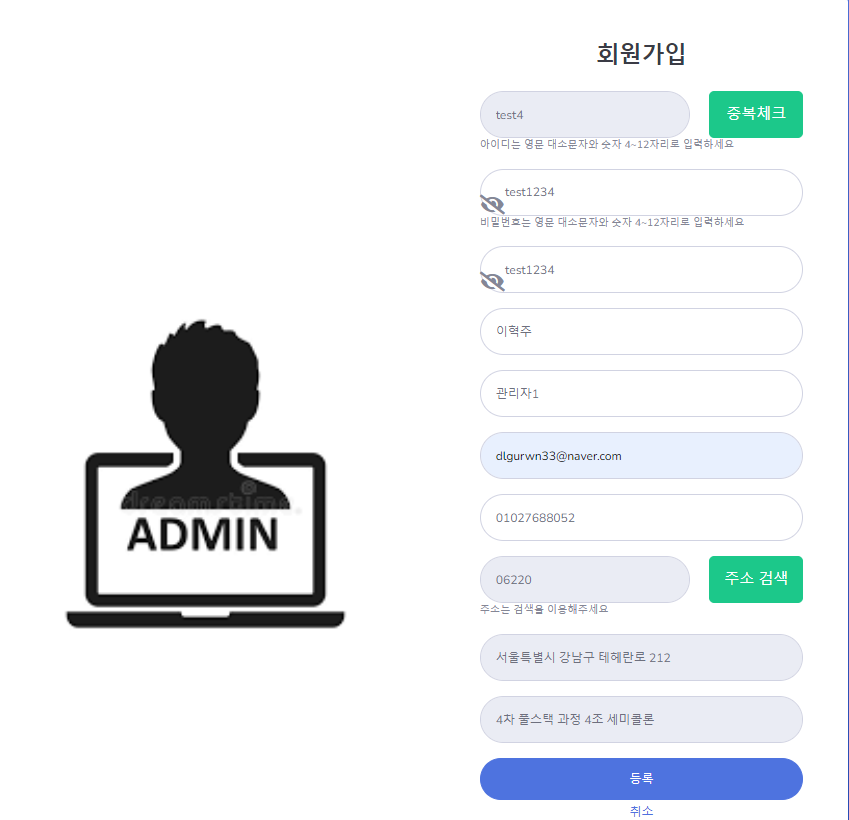 회원가입
test4
중복체크
아이디는 영문 대소문자와 숫자 4~12자리로 입력하세요
test1234
비밀번호는 영문 대소문자와 숫자 4~12자리로 입력하세요
test1234
이혁주
관리자1
dlgurwn33@naver.com
01027688052
06220
주소 검색
주소는 검색을 이용해주세요
서울특별시 강남구 테헤란로 212
4차 풀스택 과정 4조 세미콜론
등록
취소
dreamstime.
ADMIN